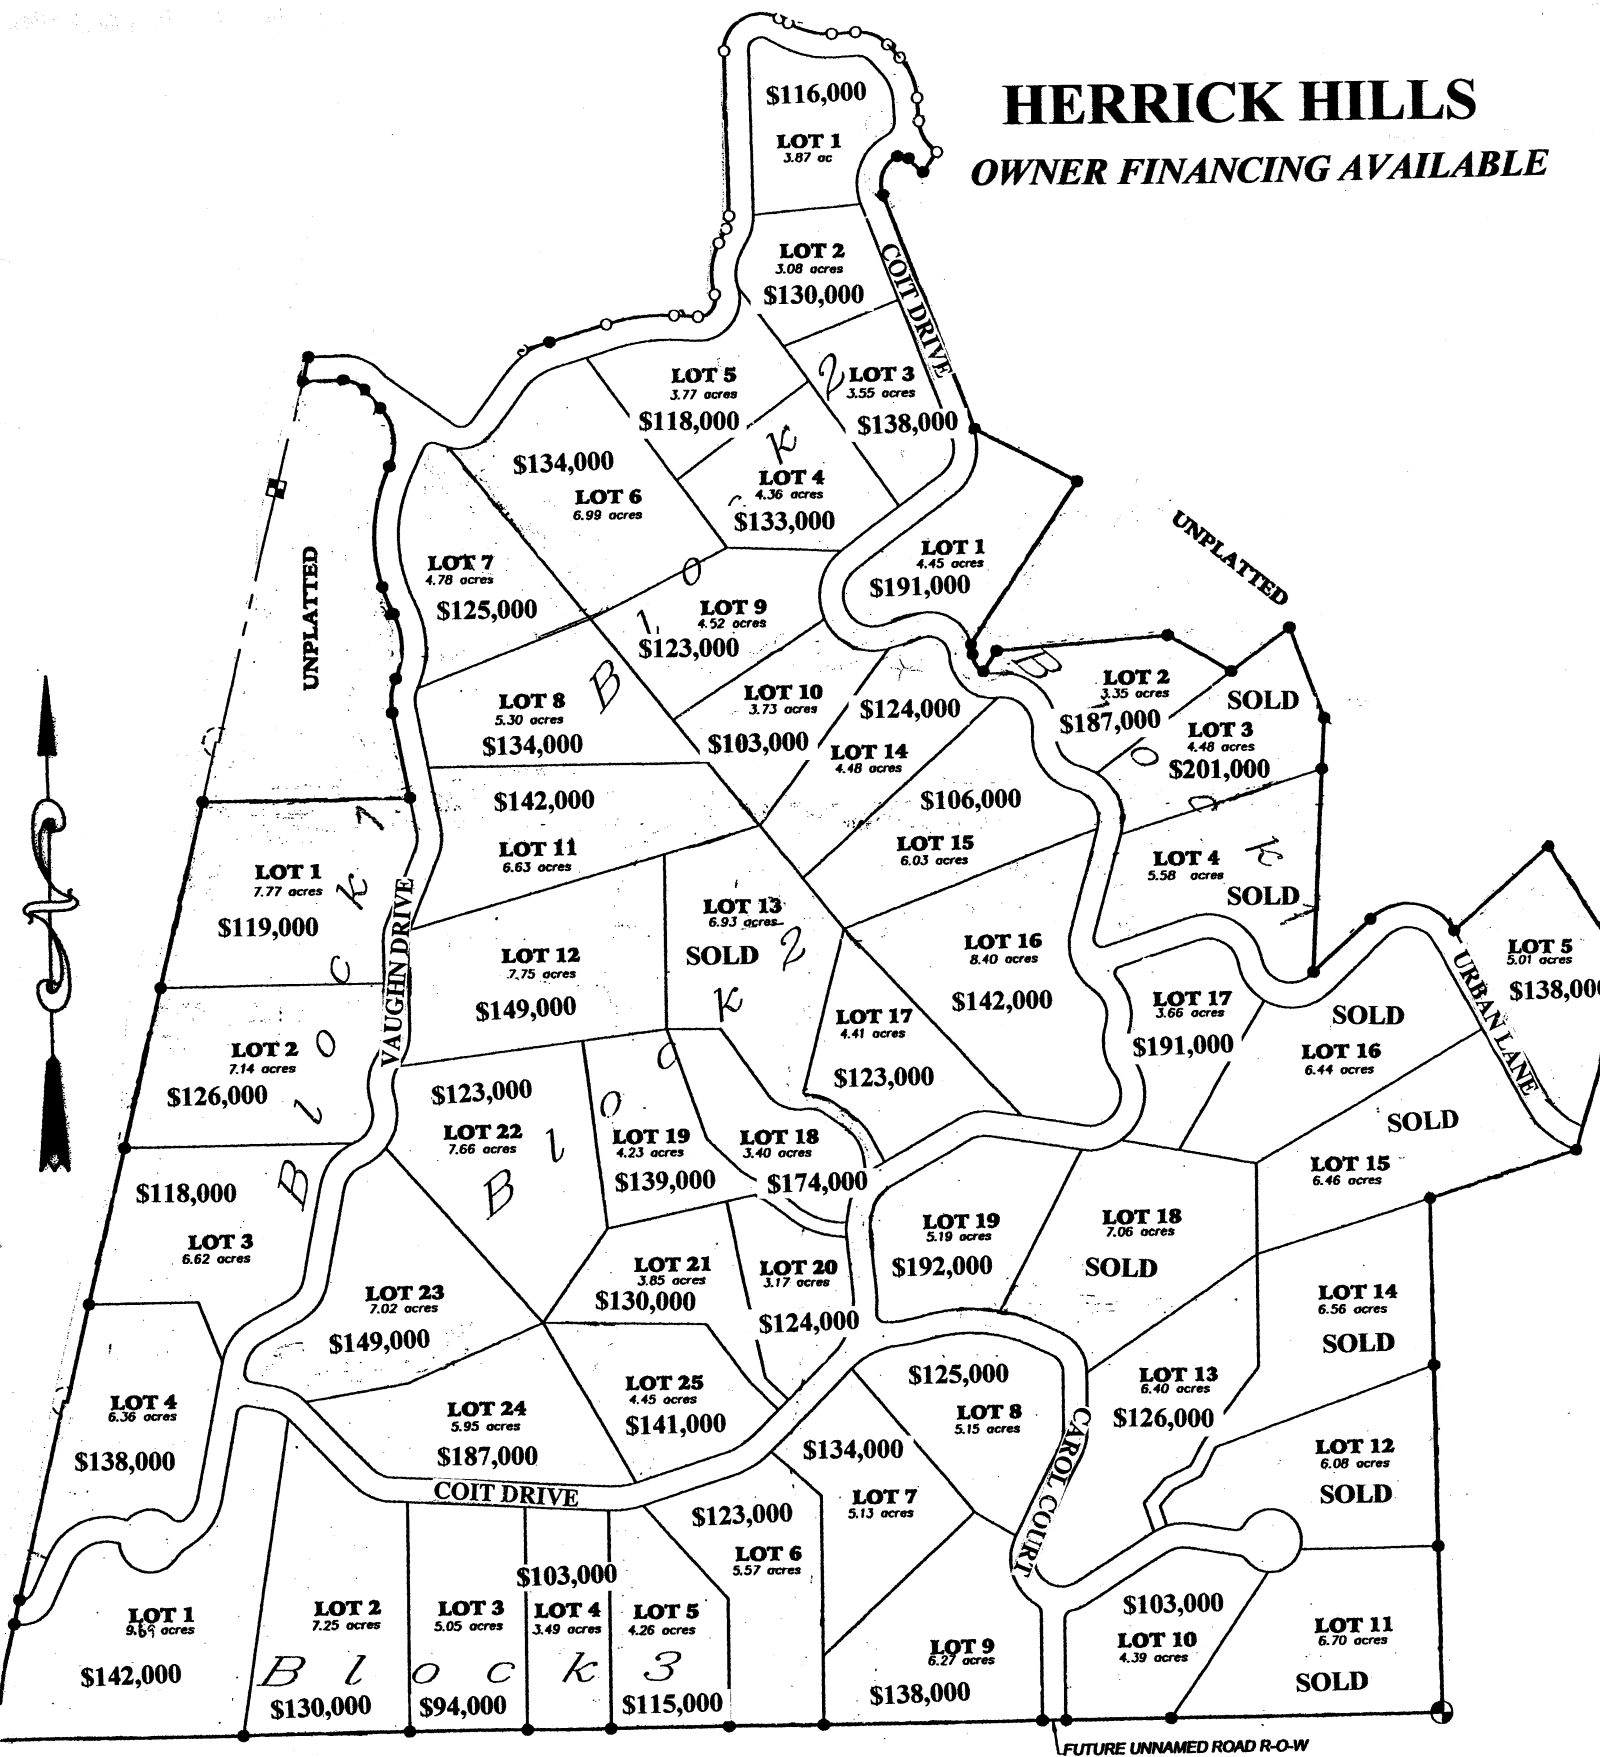 HERRICK HILLS
OWNER FINANCING AVAILABLE
$116,000
LOT 1
3.87 ac
LOT 2
3.08 acres
$130,000
COIT DRIVE
LOT 5
3.77 acres
$118,000
LOT 3
3.55 acres
$138,000
$134,000
LOT 6
6.99 acres
LOT 4
4.36 acres
$133,000
UNPLATTED
LOT 7
4.78 acres
$125,000
LOT 9
4.52 acres
$123,000
LOT 1
4.45 acres
$191,000
UNPLATTED
LOT 8
5.30 acres
$134,000
LOT 10
3.73 acres
$103,000
$124,000
LOT 14
4.48 acres
LOT 2
3.35 acres
$187,000
SOLD
LOT 3
4.48 acres
$201,000
$142,000
LOT 11
6.63 acres
$106,000
LOT 15
6.03 acres
LOT 4
5.58 acres
SOLD
LOT 1
7.77 acres
$119,000
VAUGHN DRIVE
LOT 12
7.75 acres
$149,000
LOT 13
6.93 acres
SOLD
LOT 16
8.40 acres
$142,000
LOT 17
3.66 acres
$191,000
SOLD
LOT 16
6.44 acres
URBAN LANE
LOT 5
5.01 acres
$138,000
LOT 2
7.14 acres
$126,000
LOT 17
4.41 acres
$123,000
$123,000
LOT 22
7.66 acres
LOT 19
4.23 acres
$139,000
LOT 18
3.40 acres
$174,000
SOLD
LOT 15
6.46 acres
$118,000
LOT 3
6.62 acres
Block 1
Block 2
Block
LOT 23
7.02 acres
$149,000
LOT 21
3.85 acres
$130,000
LOT 20
3.17 acres
$124,000
LOT 19
5.19 acres
$192,000
LOT 18
7.06 acres
SOLD
LOT 14
6.56 acres
SOLD
LOT 4
6.36 acres
$138,000
LOT 24
5.95 acres
$187,000
LOT 25
4.45 acres
$141,000
$125,000
LOT 8
5.15 acres
LOT 13
6.40 acres
$126,000
COIT DRIVE
$134,000
LOT 7
5.13 acres
CAROL COURT
LOT 12
6.08 acres
SOLD
$123,000
LOT 6
5.57 acres
LOT 1
9.69 acres
$142,000
LOT 2
7.25 acres
$130,000
LOT 3
5.05 acres
$94,000
$103,000
LOT 4
3.49 acres
LOT 5
4.26 acres
$115,000
Block 3
LOT 9
6.27 acres
$138,000
$103,000
LOT 10
4.39 acres
LOT 11
6.70 acres
SOLD
FUTURE UNNAMED ROAD R-O-W